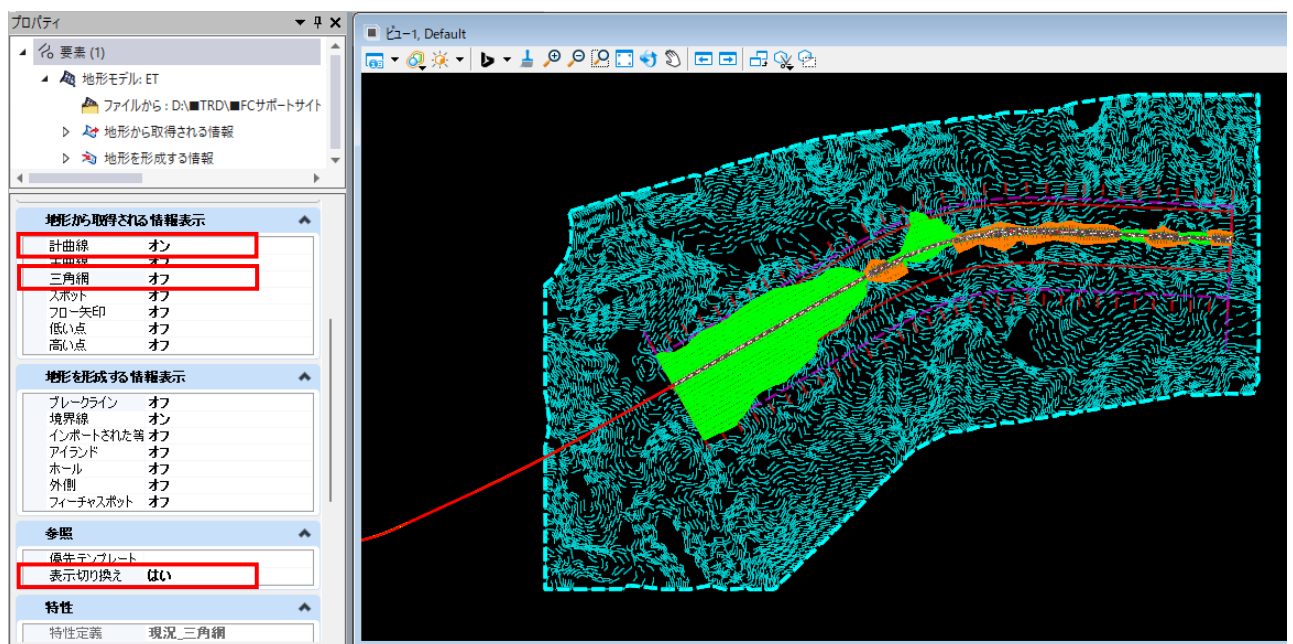 プロパティ
要素 (1)
地形モデル: ET
ファイルから : D:\■TRD\■FCサポートサイト
地形から取得される情報
地形を形成する情報
地形から取得される情報表示
計曲線 オン
主曲線 オフ
三角網 オフ
スポット オフ
フロー矢印 オフ
低い点 オフ
高い点 オフ
地形を形成する情報表示
ブレークライン オフ
境界線 オン
インポートされた等 オフ
アイランド オフ
ホール オフ
外側 オフ
フィーチャスポット オフ
参照
優先テンプレート
表示切り換え はい
特性
特性定義 現況_三角網
ビュー1, Default